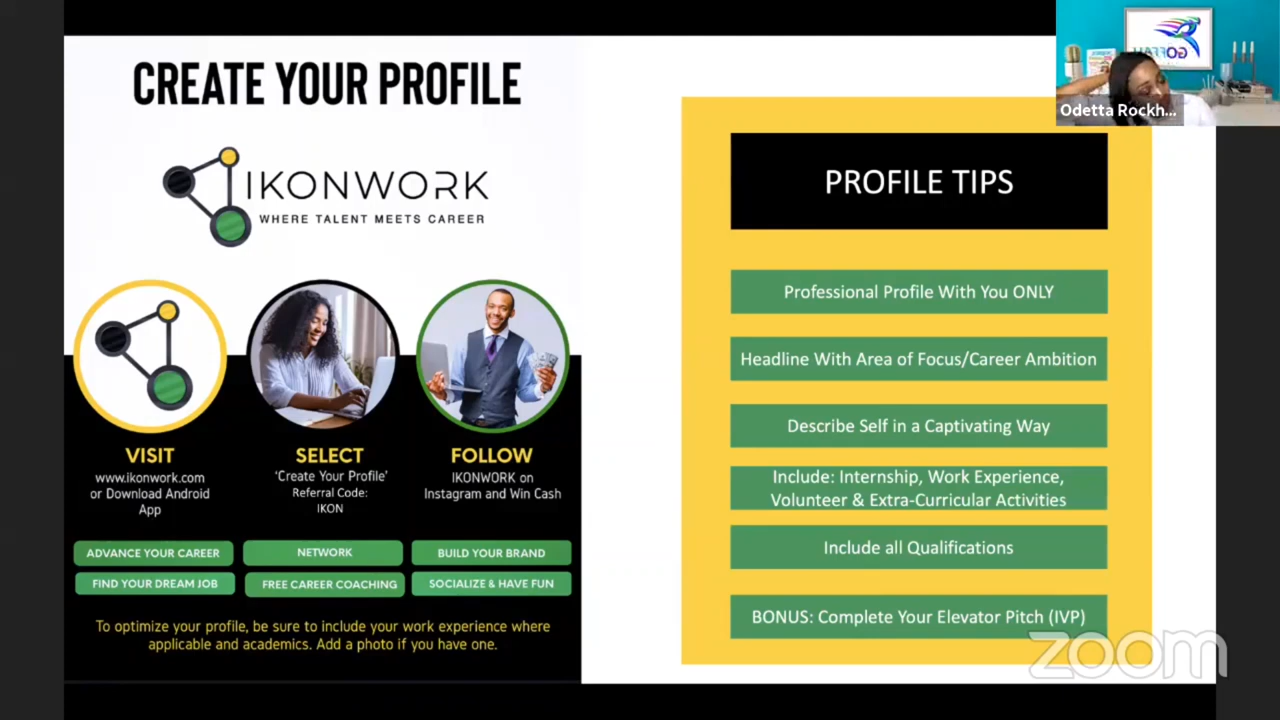 CREATE YOUR PROFILE
IKONWORK
WHERE TALENT MEETS CAREER
VISIT
www.ikonwork.com
or Download Android
App
SELECT
'Create Your Profile'
Referral Code:
IKON
FOLLOW
IKONWORK on
Instagram and Win Cash
ADVANCE YOUR CAREER
NETWORK
BUILD YOUR BRAND
FIND YOUR DREAM JOB
FREE CAREER COACHING
SOCIALIZE & HAVE FUN
To optimize your profile, be sure to include your work experience where
applicable and academics. Add a photo if you have one.
PROFILE TIPS
Professional Profile With You ONLY
Headline With Area of Focus/Career Ambition
Describe Self in a Captivating Way
Include: Internship, Work Experience,
Volunteer & Extra-Curricular Activities
Include all Qualifications
BONUS: Complete Your Elevator Pitch (IVP)
GOFFAH
Odetta Rockh...
zoom